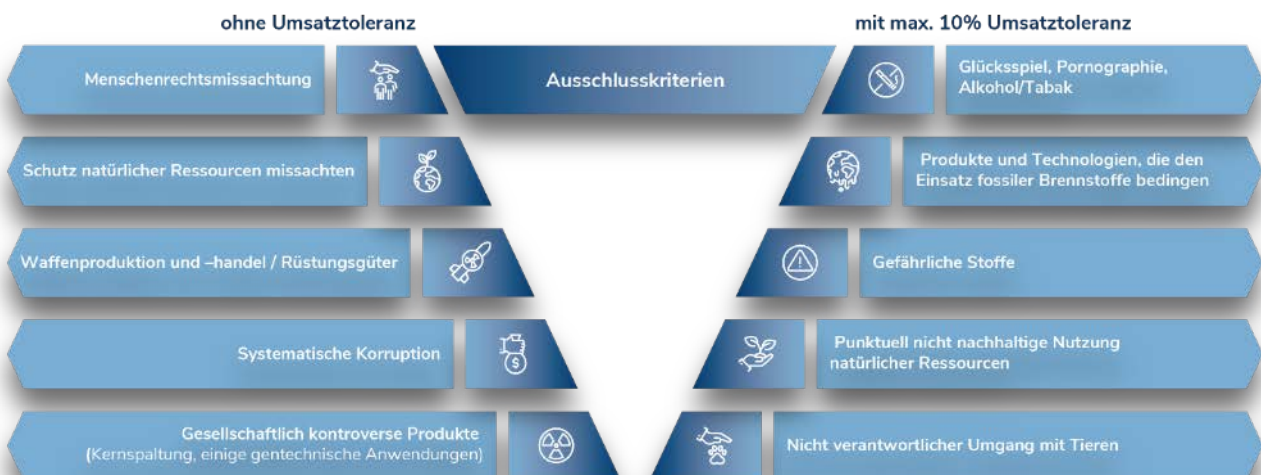 ohne Umsatztoleranz
mit max. 10% Umsatztoleranz
Ausschlusskriterien
Menschenrechtsmissachtung
Schutz natürlicher Ressourcen missachten
Waffenproduktion und –handel / Rüstungsgüter
Systematische Korruption
Gesellschaftlich kontroverse Produkte
(Kernspaltung, einige gentechnische Anwendungen)
Glücksspiel, Pornographie,
Alkohol/Tabak
Produkte und Technologien, die den
Einsatz fossiler Brennstoffe bedingen
Gefährliche Stoffe
Punktuell nicht nachhaltige Nutzung
natürlicher Ressourcen
Nicht verantwortlicher Umgang mit Tieren